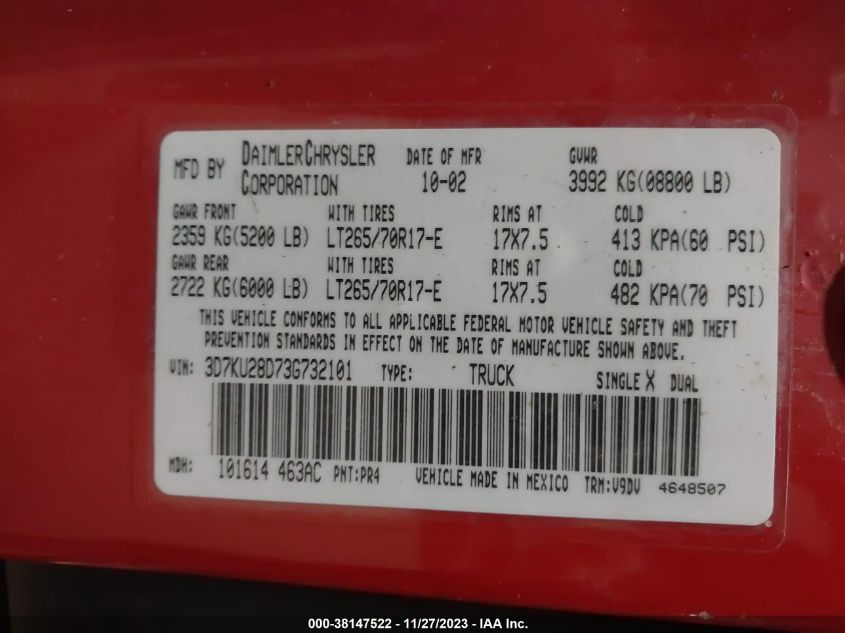 MFD BY DAIMLERCHRYSLER CORPORATION DATE OF MFR 10-02 GVWR 3992 KG(08800 LB)
GAWR FRONT WITH TIRES RIMS AT COLD
2359 KG(5200 LB) LT265/70R17-E 17X7.5 413 KPA(60 PSI)
GAWR REAR WITH TIRES RIMS AT COLD
2722 KG(6000 LB) LT265/70R17-E 17X7.5 482 KPA(70 PSI)
THIS VEHICLE CONFORMS TO ALL APPLICABLE FEDERAL MOTOR VEHICLE SAFETY AND THEFT
PREVENTION STANDARDS IN EFFECT ON THE DATE OF MANUFACTURE SHOWN ABOVE.
VIN: 3D7KU28D73G732101 TYPE: TRUCK SINGLE X DUAL
MDH: 101614 463AC PNT:PR4 VEHICLE MADE IN MEXICO TRM:V9DV 4648507
000-38147522 - 11/27/2023 - IAA Inc.